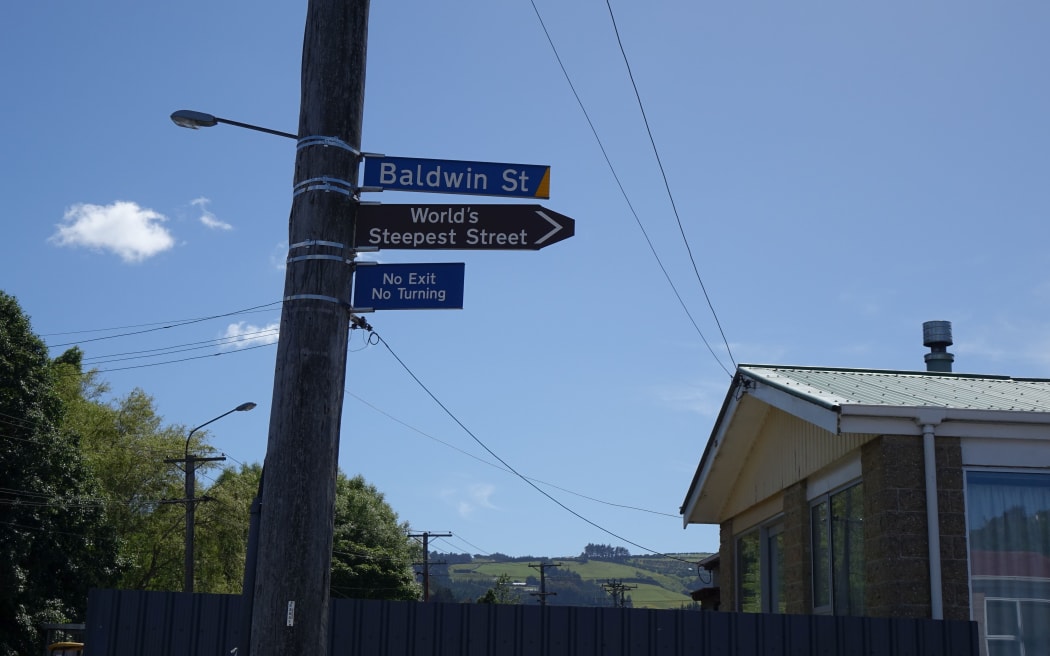 Baldwin St
World's
Steepest Street
No Exit
No Turning